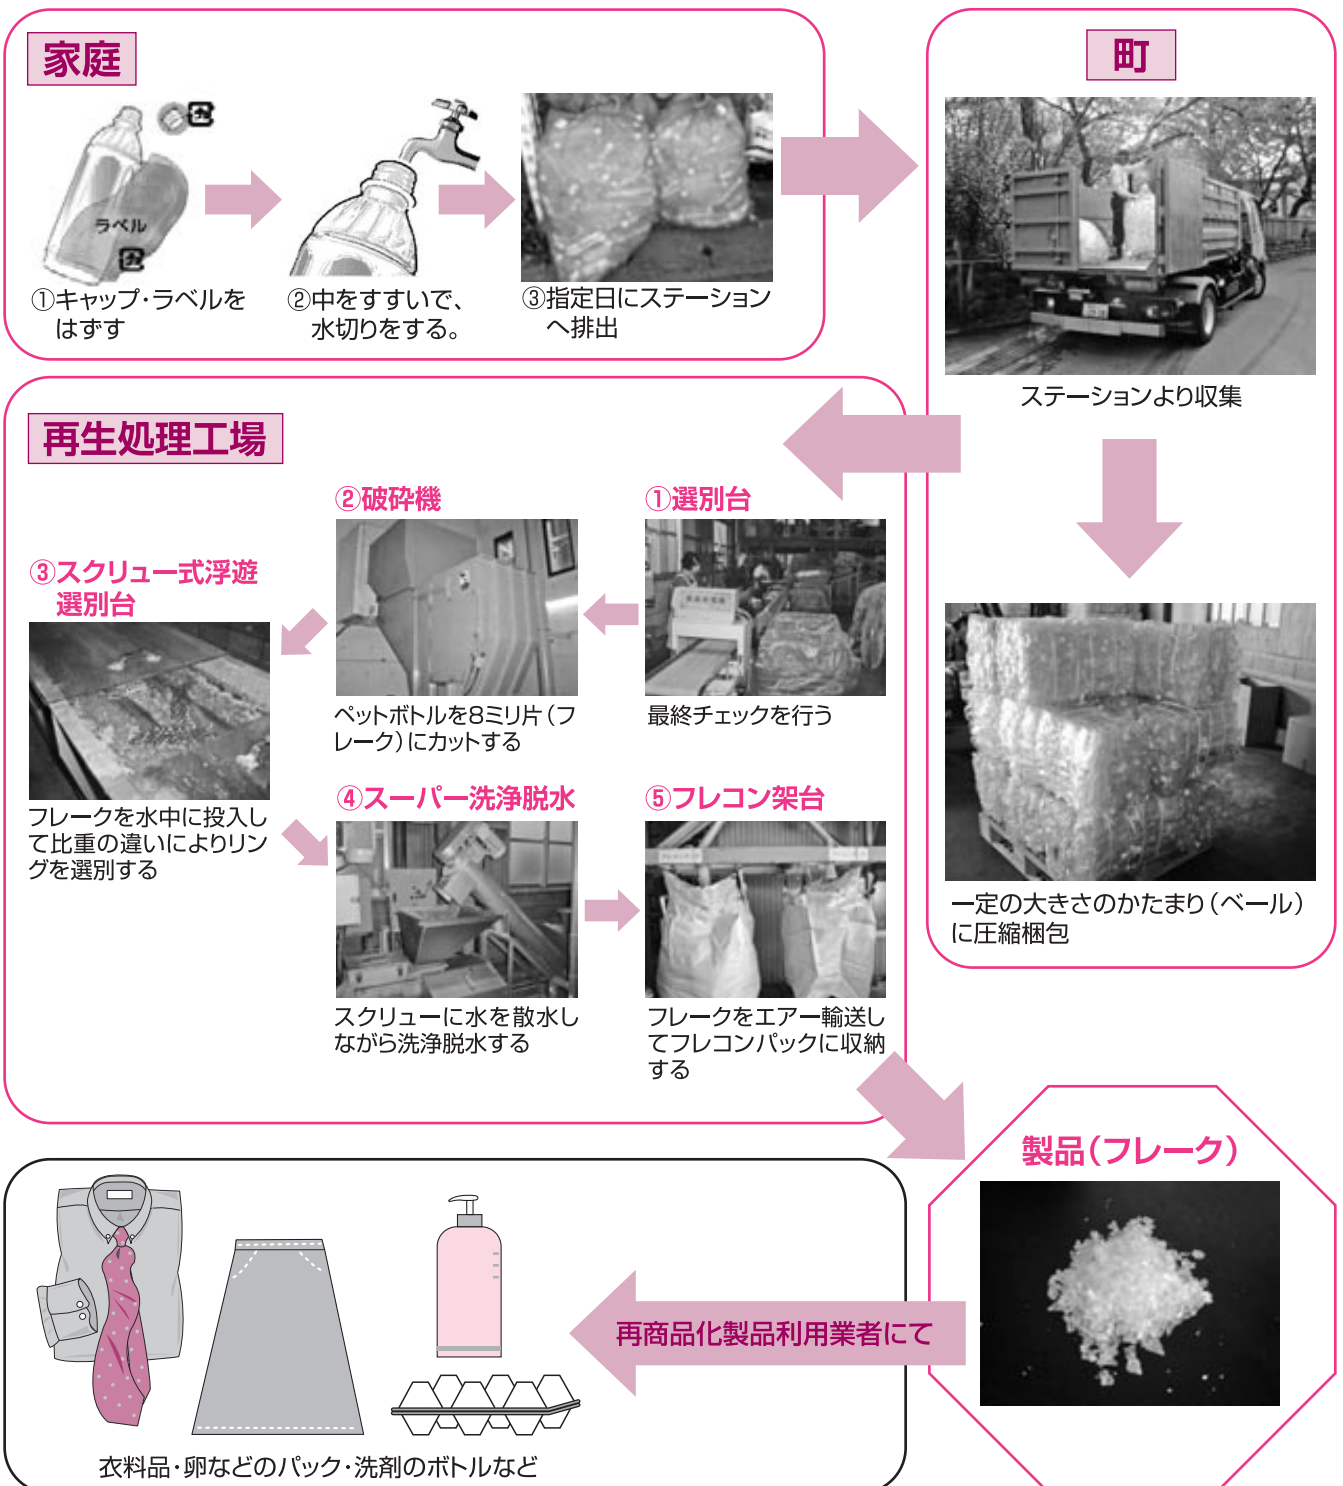 家庭
プラ
ラベル
プラ
①キャップ・ラベルを
はずす
②中をすすいで、
水切りをする。
③指定日にステーション
へ排出
町
ステーションより収集
一定の大きさのかたまり(ベール)
に圧縮梱包
再生処理工場
①選別台
最終チェックを行う
②破砕機
ペットボトルを8ミリ片(フ
レーク)にカットする
③スクリュー式浮遊
選別台
フレークを水中に投入し
て比重の違いによりリン
グを選別する
④スーパー洗浄脱水
スクリューに水を散水し
ながら洗浄脱水する
⑤フレコン架台
フレークをエアー輸送し
てフレコンパックに収納
する
製品(フレーク)
再商品化製品利用業者にて
衣料品・卵などのパック・洗剤のボトルなど